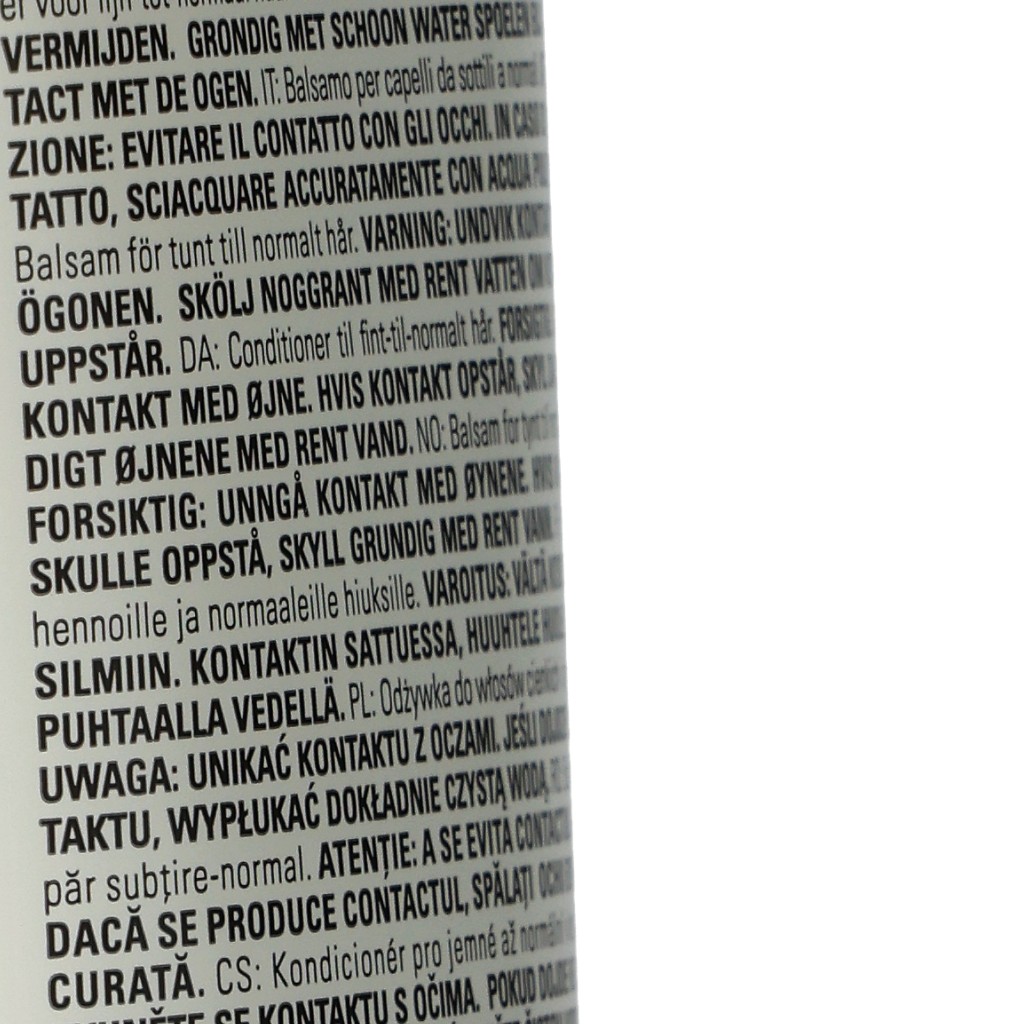 VERMIJDEN. GRONDIG MET SCHOON WATER SPOELEN
TACT MET DE OGEN. IT: Balsamo per capelli da sottili a normali
ZIONE: EVITARE IL CONTATTO CON GLI OCCHI. IN CASO
TATTO, SCIACQUARE ACCURATAMENTE CON ACQUA
Balsam för tunt till normalt hår. VARNING: UNDVIK
ÖGONEN. SKÖLJ NOGGRANT MED RENT VATTEN OM
UPPSTÅR. DA: Conditioner til fint-til-normalt hår.
KONTAKT MED ØJNE. HVIS KONTAKT OPSTÅR,
DIGT ØJNENE MED RENT VAND. NO: Balsam for
FORSIKTIG: UNNGÅ KONTAKT MED ØYNENE.
SKULLE OPPSTÅ, SKYLL GRUNDIG MED RENT VANN.
hennoille ja normaaleille hiuksille. VAROITUS: VÄLTÄ
SILMIIN. KONTAKTIN SATTUESSA, HUUHTELE
PUHTAALLA VEDELLÄ. PL: Odżywka do włosów
UWAGA: UNIKAĆ KONTAKTU Z OCZAMI. JEŚLI
TAKTU, WYPŁUKAĆ DOKŁADNIE CZYSTĄ WODĄ.
păr subțire-normal. ATENȚIE: A SE EVITA CONTACTUL
DACĂ SE PRODUCE CONTACTUL, SPĂLAȚI OCHII
CURATĂ. CS: Kondicionér pro jemné až normální
SE KONTAKTU S OČIMA. POKUD DOJDE